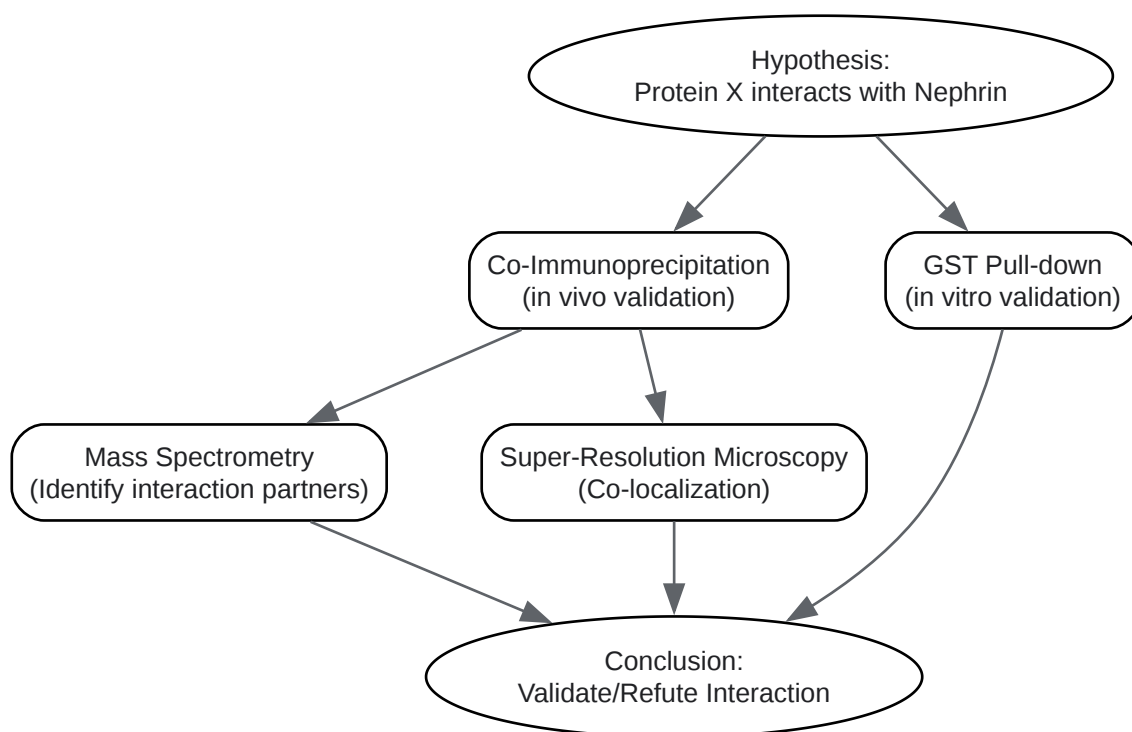 Hypothesis:
Protein X interacts with Nephrin
Co-Immunoprecipitation
(in vivo validation)
GST Pull-down
(in vitro validation)
Mass Spectrometry
(Identify interaction partners)
Super-Resolution Microscopy
(Co-localization)
Conclusion:
Validate/Refute Interaction